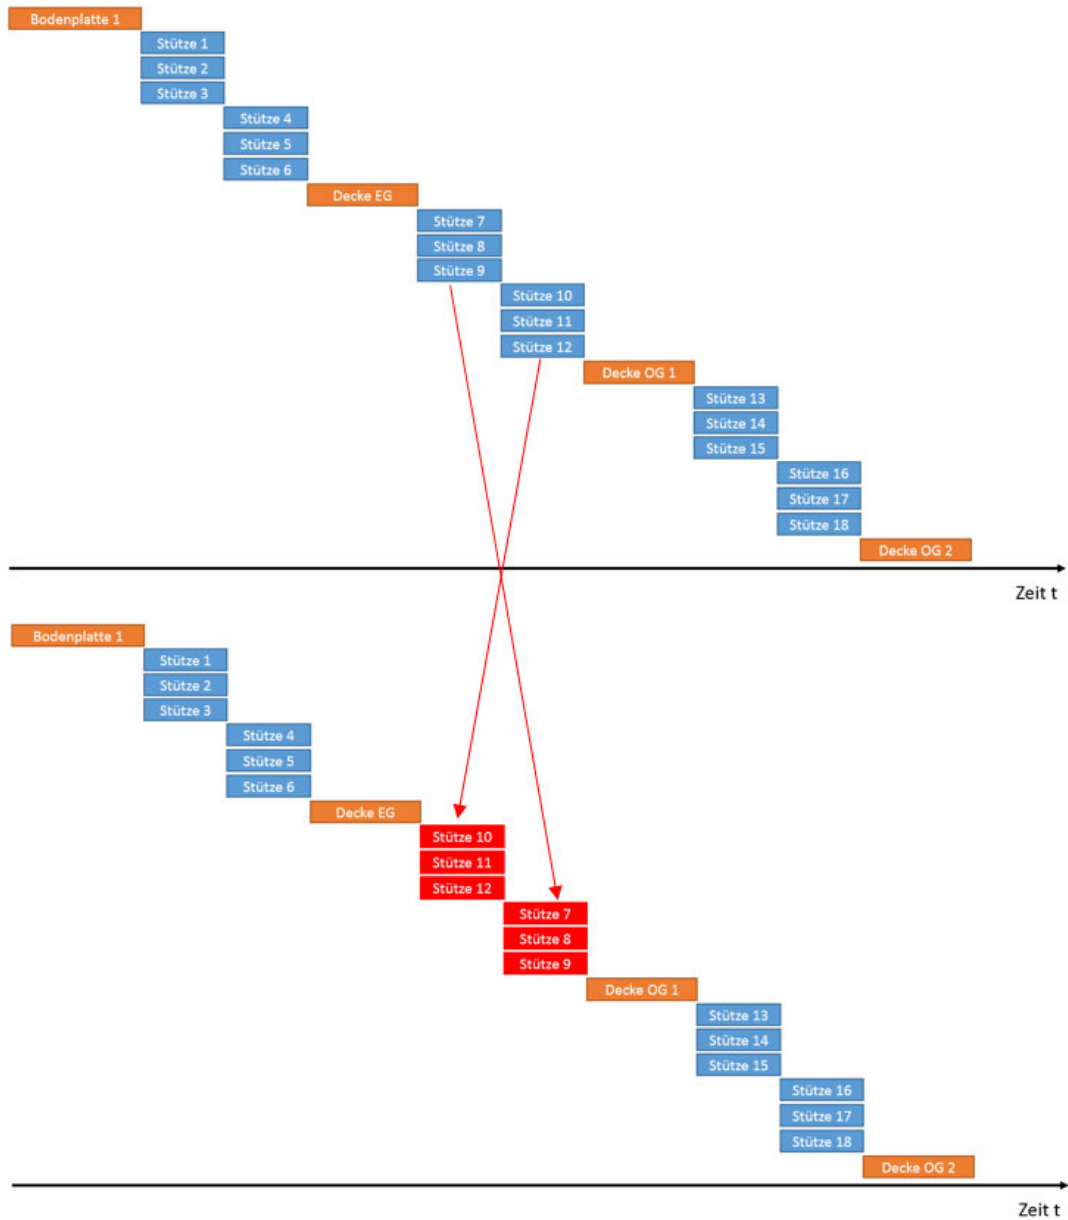 Bodenplatte 1
Stütze 1
Stütze 2
Stütze 3
Stütze 4
Stütze 5
Stütze 6
Decke EG
Stütze 7
Stütze 8
Stütze 9
Stütze 10
Stütze 11
Stütze 12
Decke OG 1
Stütze 13
Stütze 14
Stütze 15
Stütze 16
Stütze 17
Stütze 18
Decke OG 2
Zeit t
Bodenplatte 1
Stütze 1
Stütze 2
Stütze 3
Stütze 4
Stütze 5
Stütze 6
Decke EG
Stütze 10
Stütze 11
Stütze 12
Stütze 7
Stütze 8
Stütze 9
Decke OG 1
Stütze 13
Stütze 14
Stütze 15
Stütze 16
Stütze 17
Stütze 18
Decke OG 2
Zeit t